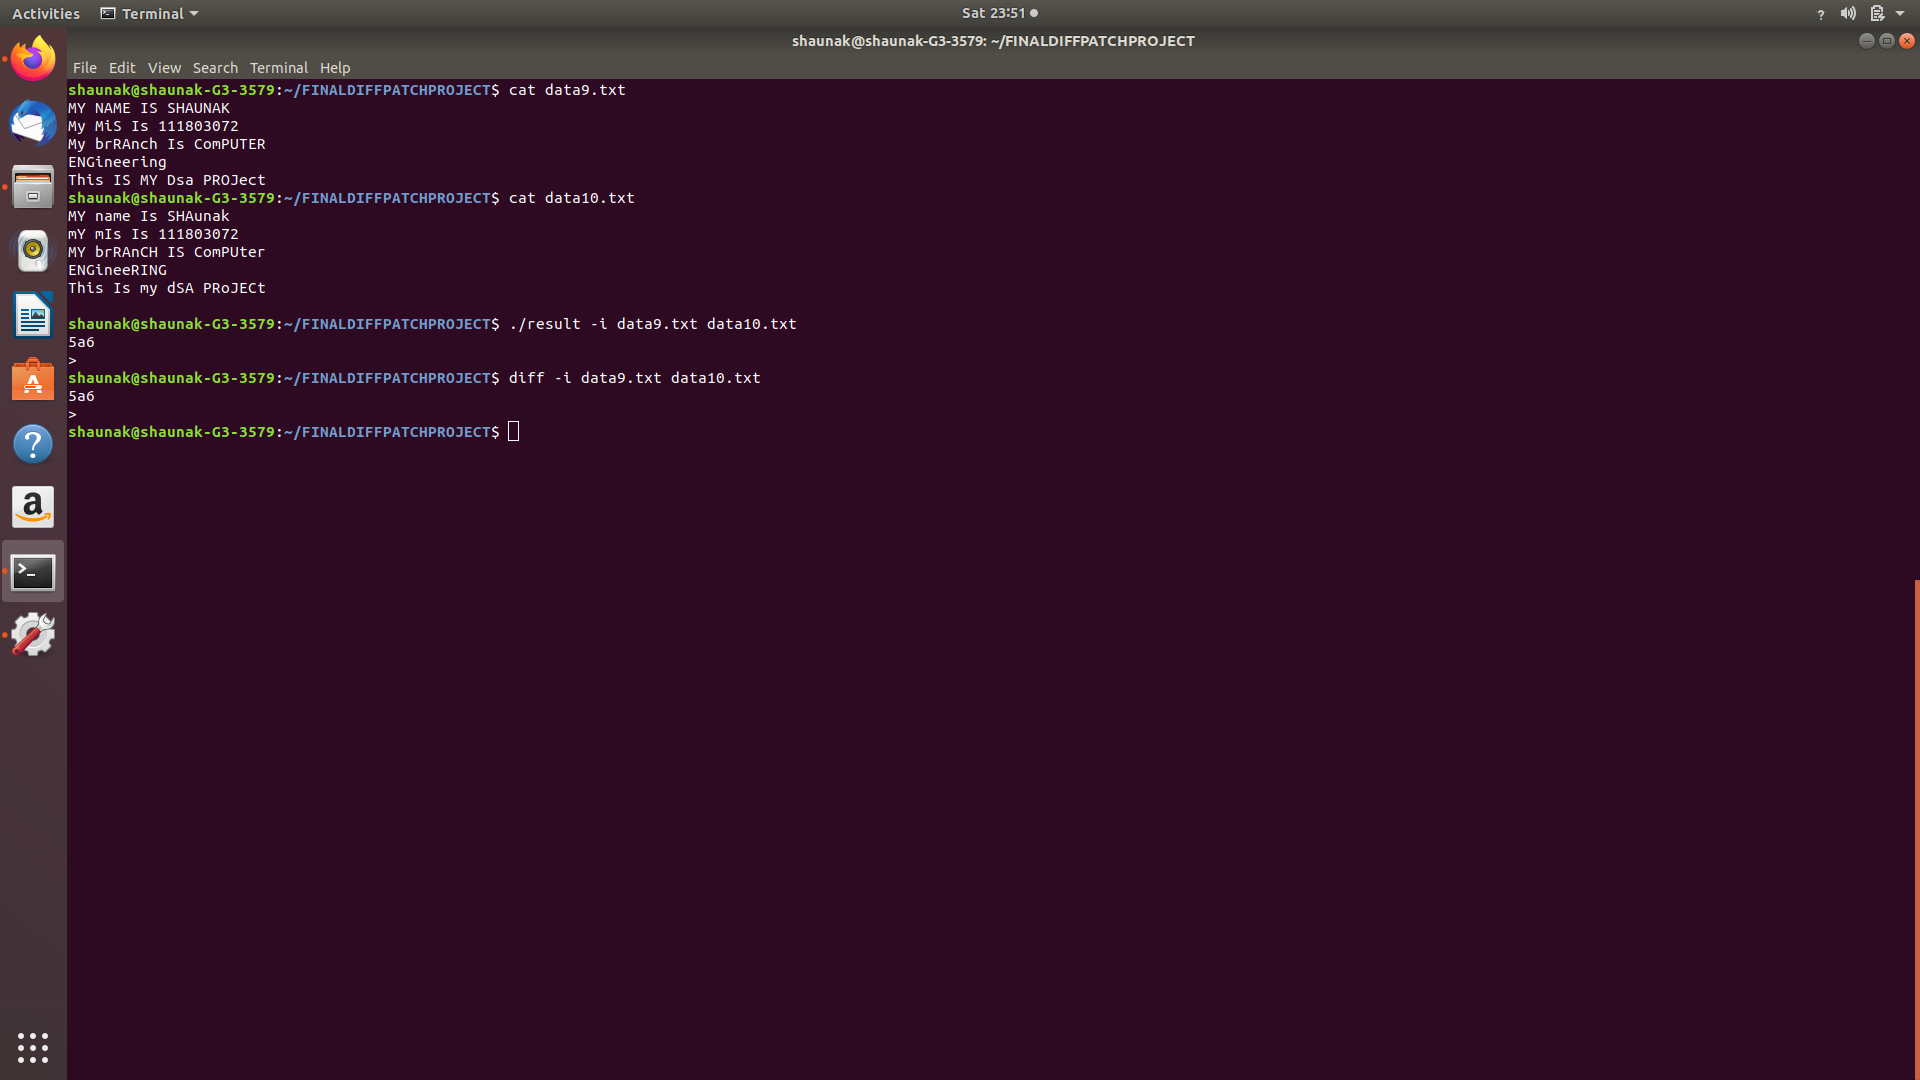 Activities Terminal Sat 23:51 ?
shaunak@shaunak-G3-3579: ~/FINALDIFFPATCHPROJECT
File Edit View Search Terminal Help
shaunak@shaunak-G3-3579:~/FINALDIFFPATCHPROJECT$ cat data9.txt
MY NAME IS SHAUNAK
My MiS Is 111803072
My brRAnch Is ComPUTER
ENGineering
This IS MY Dsa PROJect
shaunak@shaunak-G3-3579:~/FINALDIFFPATCHPROJECT$ cat data10.txt
MY name Is SHAunak
mY mIs Is 111803072
MY brRAnCH IS ComPUter
ENGineeRING
This Is my dSA PRoJECt
shaunak@shaunak-G3-3579:~/FINALDIFFPATCHPROJECT$ ./result -i data9.txt data10.txt
5a6
>
shaunak@shaunak-G3-3579:~/FINALDIFFPATCHPROJECT$ diff -i data9.txt data10.txt
5a6
>
shaunak@shaunak-G3-3579:~/FINALDIFFPATCHPROJECT$